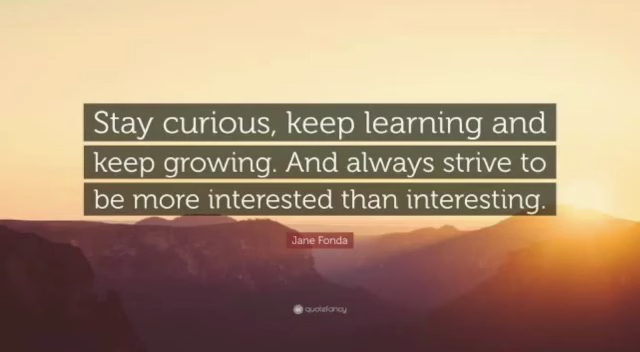 Stay curious, keep learning and
keep growing. And always strive to
be more interested than interesting.
Jane Fonda
quotefancy